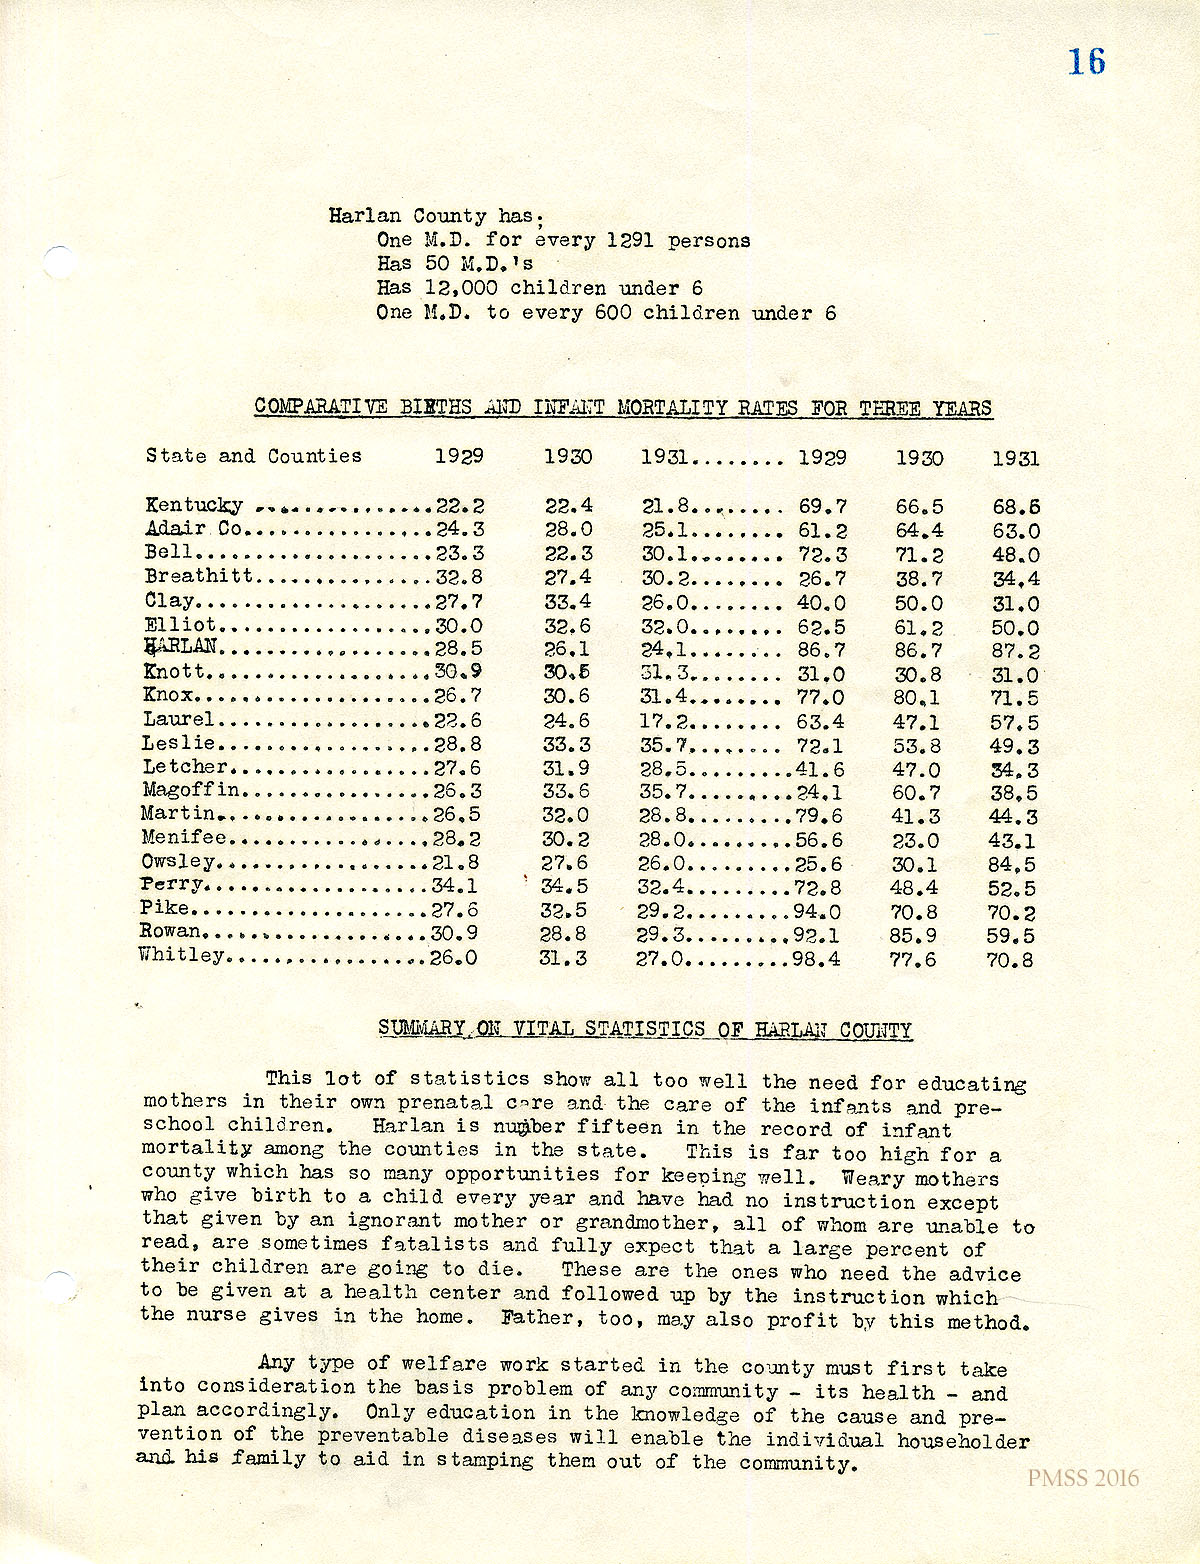 16
Harlan County has;
One M.D. for every 1291 persons
Has 50 M.D.'s
Has 12,000 children under 6
One M.D. to every 600 children under 6
COMPARATIVE BIRTHS AND INFANT MORTALITY RATES FOR THREE YEARS
State and Counties 1929 1930 1931........ 1929 1930 1931
Kentucky ...............22.2 22.4 21.8........ 69.7 66.5 68.6
Adair Co................24.3 28.0 25.1........ 61.2 64.4 63.0
Bell....................23.3 22.3 30.1........ 72.3 71.2 48.0
Breathitt...............32.8 27.4 30.2........ 26.7 38.7 34.4
Clay....................27.7 33.4 26.0........ 40.0 50.0 31.0
Elliot..................30.0 32.6 32.0........ 62.5 61.2 50.0
HARLAN..................28.5 26.1 24.1........ 86.7 86.7 87.2
Knott...................30.9 30.5 31.3........ 31.0 30.8 31.0
Knox....................26.7 30.6 31.4........ 77.0 80.1 71.5
Laurel..................22.6 24.6 17.2........ 63.4 47.1 57.5
Leslie..................28.8 33.3 35.7........ 72.1 53.8 49.3
Letcher.................27.6 31.9 28.5.........41.6 47.0 34.3
Magoffin................26.3 33.6 35.7.........24.1 60.7 38.5
Martin..................26.5 32.0 28.8.........79.6 41.3 44.3
Menifee.................28.2 30.2 28.0.........56.6 23.0 43.1
Owsley..................21.8 27.6 26.0.........25.6 30.1 84.5
Perry...................34.1 34.5 32.4.........72.8 48.4 52.5
Pike....................27.6 32.5 29.2.........94.0 70.8 70.2
Rowan...................30.9 28.8 29.3.........92.1 85.9 59.5
Whitley.................26.0 31.3 27.0.........98.4 77.6 70.8
SUMMARY ON VITAL STATISTICS OF HARLAN COUNTY
This lot of statistics show all too well the need for educating
mothers in their own prenatal care and the care of the infants and pre-
school children. Harlan is number fifteen in the record of infant
mortality among the counties in the state. This is far too high for a
county which has so many opportunities for keeping well. Weary mothers
who give birth to a child every year and have had no instruction except
that given by an ignorant mother or grandmother, all of whom are unable to
read, are sometimes fatalists and fully expect that a large percent of
their children are going to die. These are the ones who need the advice
to be given at a health center and followed up by the instruction which
the nurse gives in the home. Father, too, may also profit by this method.
Any type of welfare work started in the county must first take
into consideration the basis problem of any community - its health - and
plan accordingly. Only education in the knowledge of the cause and pre-
vention of the preventable diseases will enable the individual householder
and his family to aid in stamping them out of the community.
PMSS 2016